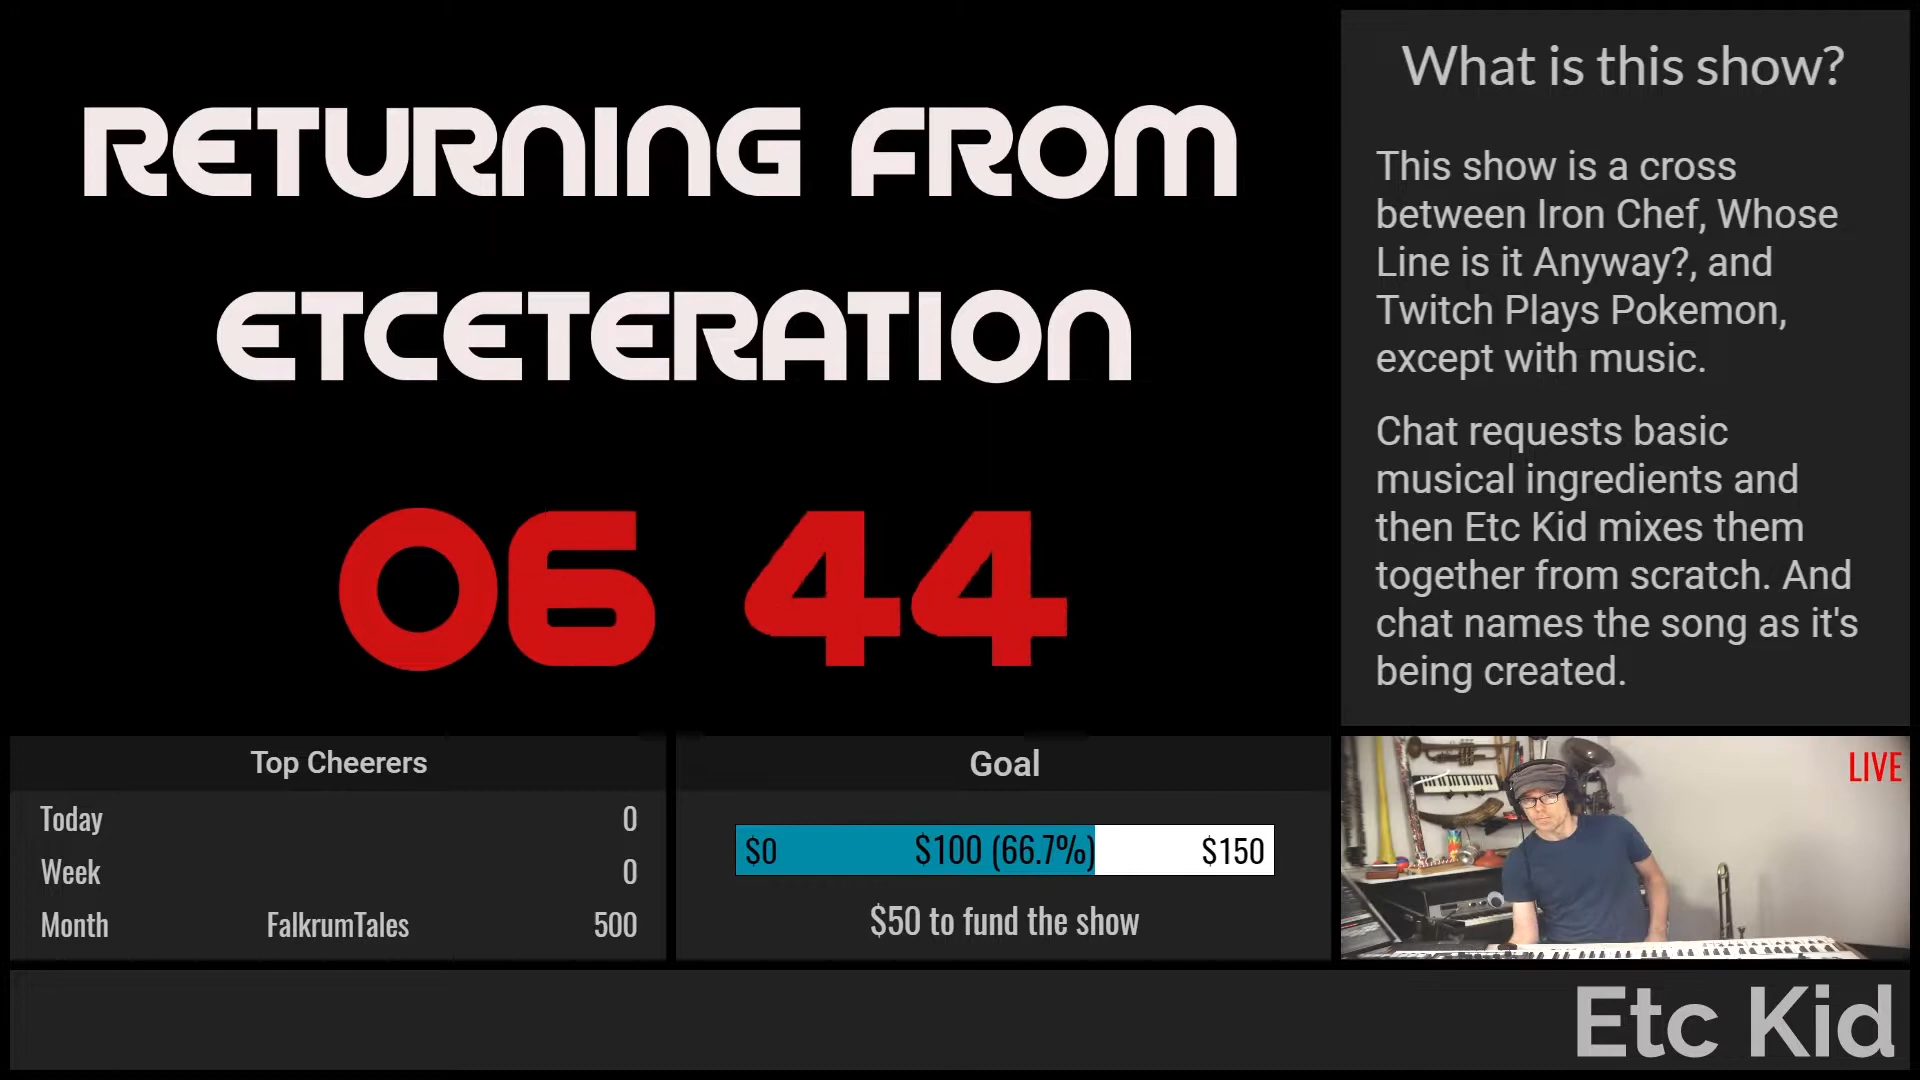 RETURNING FROM
ETCETERATION
06 44
What is this show?
This show is a cross
between Iron Chef, Whose
Line is it Anyway?, and
Twitch Plays Pokemon,
except with music.
Chat requests basic
musical ingredients and
then Etc Kid mixes them
together from scratch. And
chat names the song as it's
being created.
Top Cheerers
Today 0
Week 0
Month FalkrumTales 500
Goal
$0 $100 (66.7%) $150
$50 to fund the show
LIVE
Etc Kid